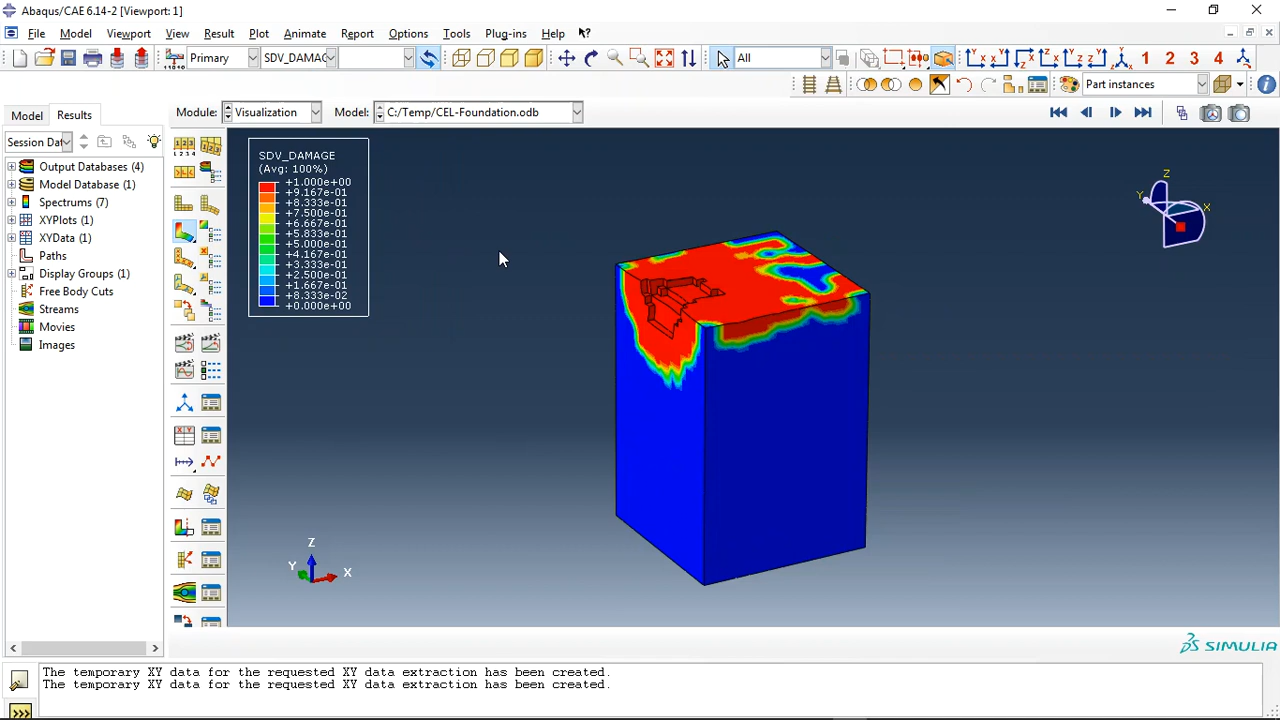 Abaqus/CAE 6.14-2 [Viewport: 1]
File Model Viewport View Result Plot Animate Report Options Tools Plug-ins Help
Primary SDV_DAMAG All
1 2 3 4
Part instances
Model Results Module: Visualization Model: C:/Temp/CEL-Foundation.odb
Session Dat
Output Databases (4)
Model Database (1)
Spectrums (7)
XYPlots (1)
XYData (1)
Paths
Display Groups (1)
Free Body Cuts
Streams
Movies
Images
SDV_DAMAGE
(Avg: 100%)
+1.000e+00
+9.167e-01
+8.333e-01
+7.500e-01
+6.667e-01
+5.833e-01
+5.000e-01
+4.167e-01
+3.333e-01
+2.500e-01
+1.667e-01
+8.333e-02
+0.000e+00
Z
Y
X
Z
Y
X
SIMULIA
The temporary XY data for the requested XY data extraction has been created.
The temporary XY data for the requested XY data extraction has been created.